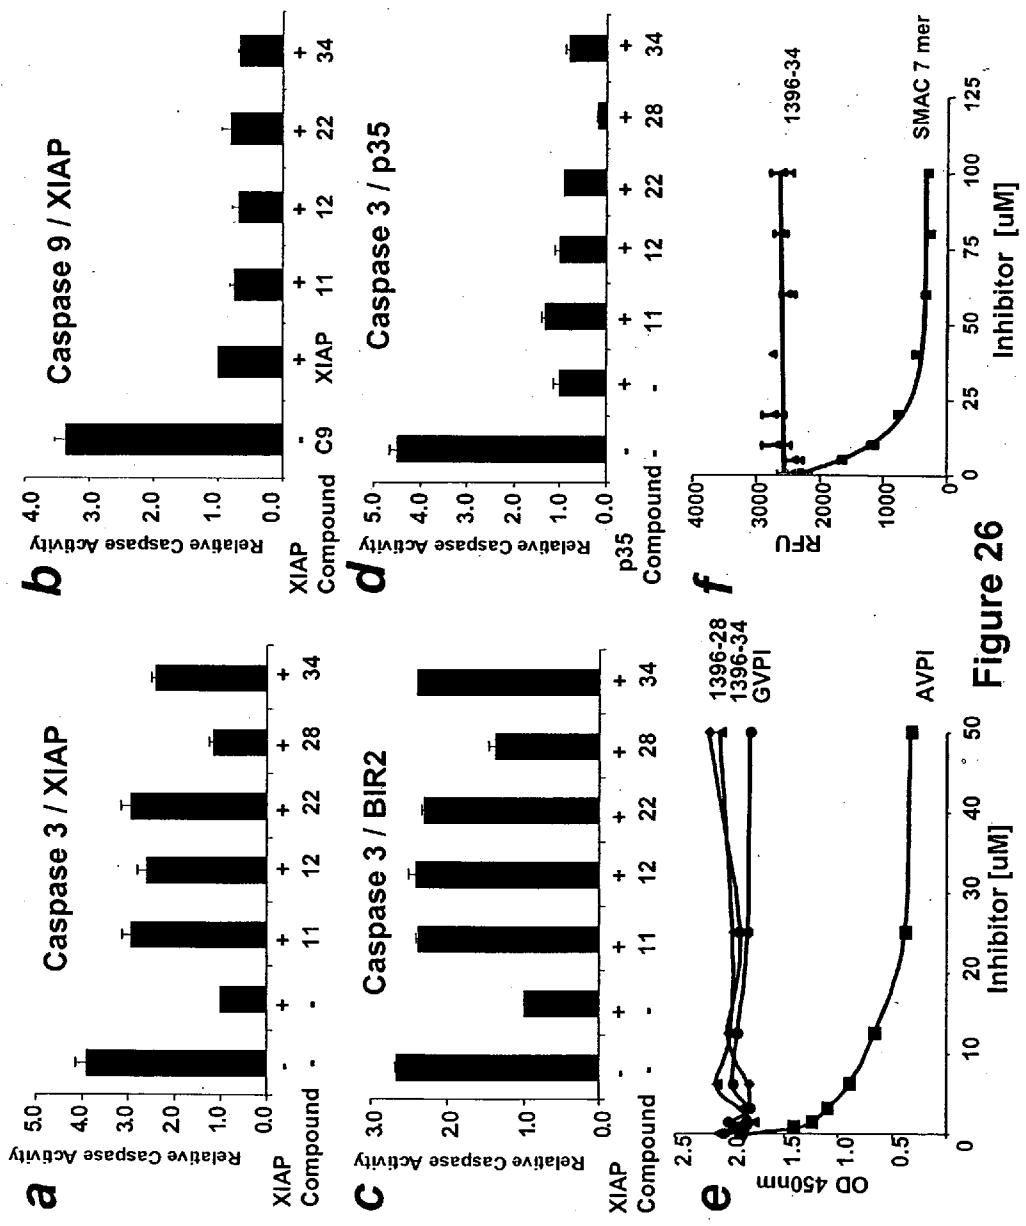 a
Caspase 3 / XIAP
Relative Caspase Activity
5.0
4.0
3.0
2.0
1.0
0.0
XIAP - + + + + + +
Compound - - 11 12 22 28 34
b
Caspase 9 / XIAP
Relative Caspase Activity
4.0
3.0
2.0
1.0
0.0
XIAP - + + + + +
Compound C9 XIAP 11 12 22 34
c
Caspase 3 / BIR2
Relative Caspase Activity
3.0
2.0
1.0
0.0
XIAP - + + + + + +
Compound - - 11 12 22 28 34
d
Caspase 3 / p35
Relative Caspase Activity
5.0
4.0
3.0
2.0
1.0
0.0
p35 - + + + + + +
Compound - - 11 12 22 28 34
e
OD 450nm
2.5
2.0
1.5
1.0
0.5
0 10 20 30 40 50
Inhibitor [uM]
1396-28
1396-34
GVPI
AVPI
f
RFU
4000
3000
2000
1000
0
0 25 50 75 100 125
Inhibitor [uM]
1396-34
SMAC 7 mer
Figure 26